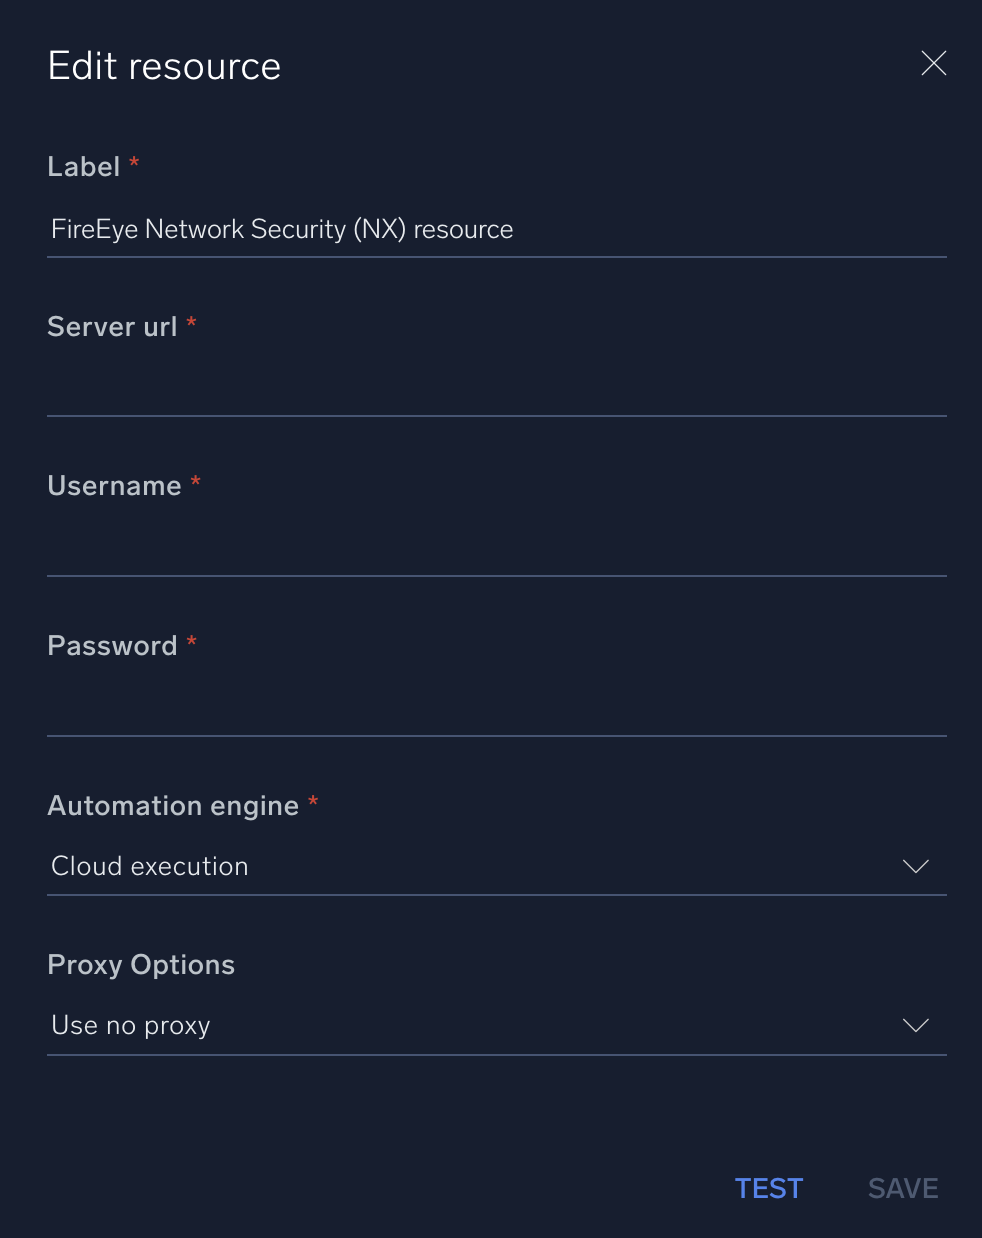 Edit resource
Label *
FireEye Network Security (NX) resource
Server url *
Username *
Password *
Automation engine *
Cloud execution
Proxy Options
Use no proxy
TEST SAVE